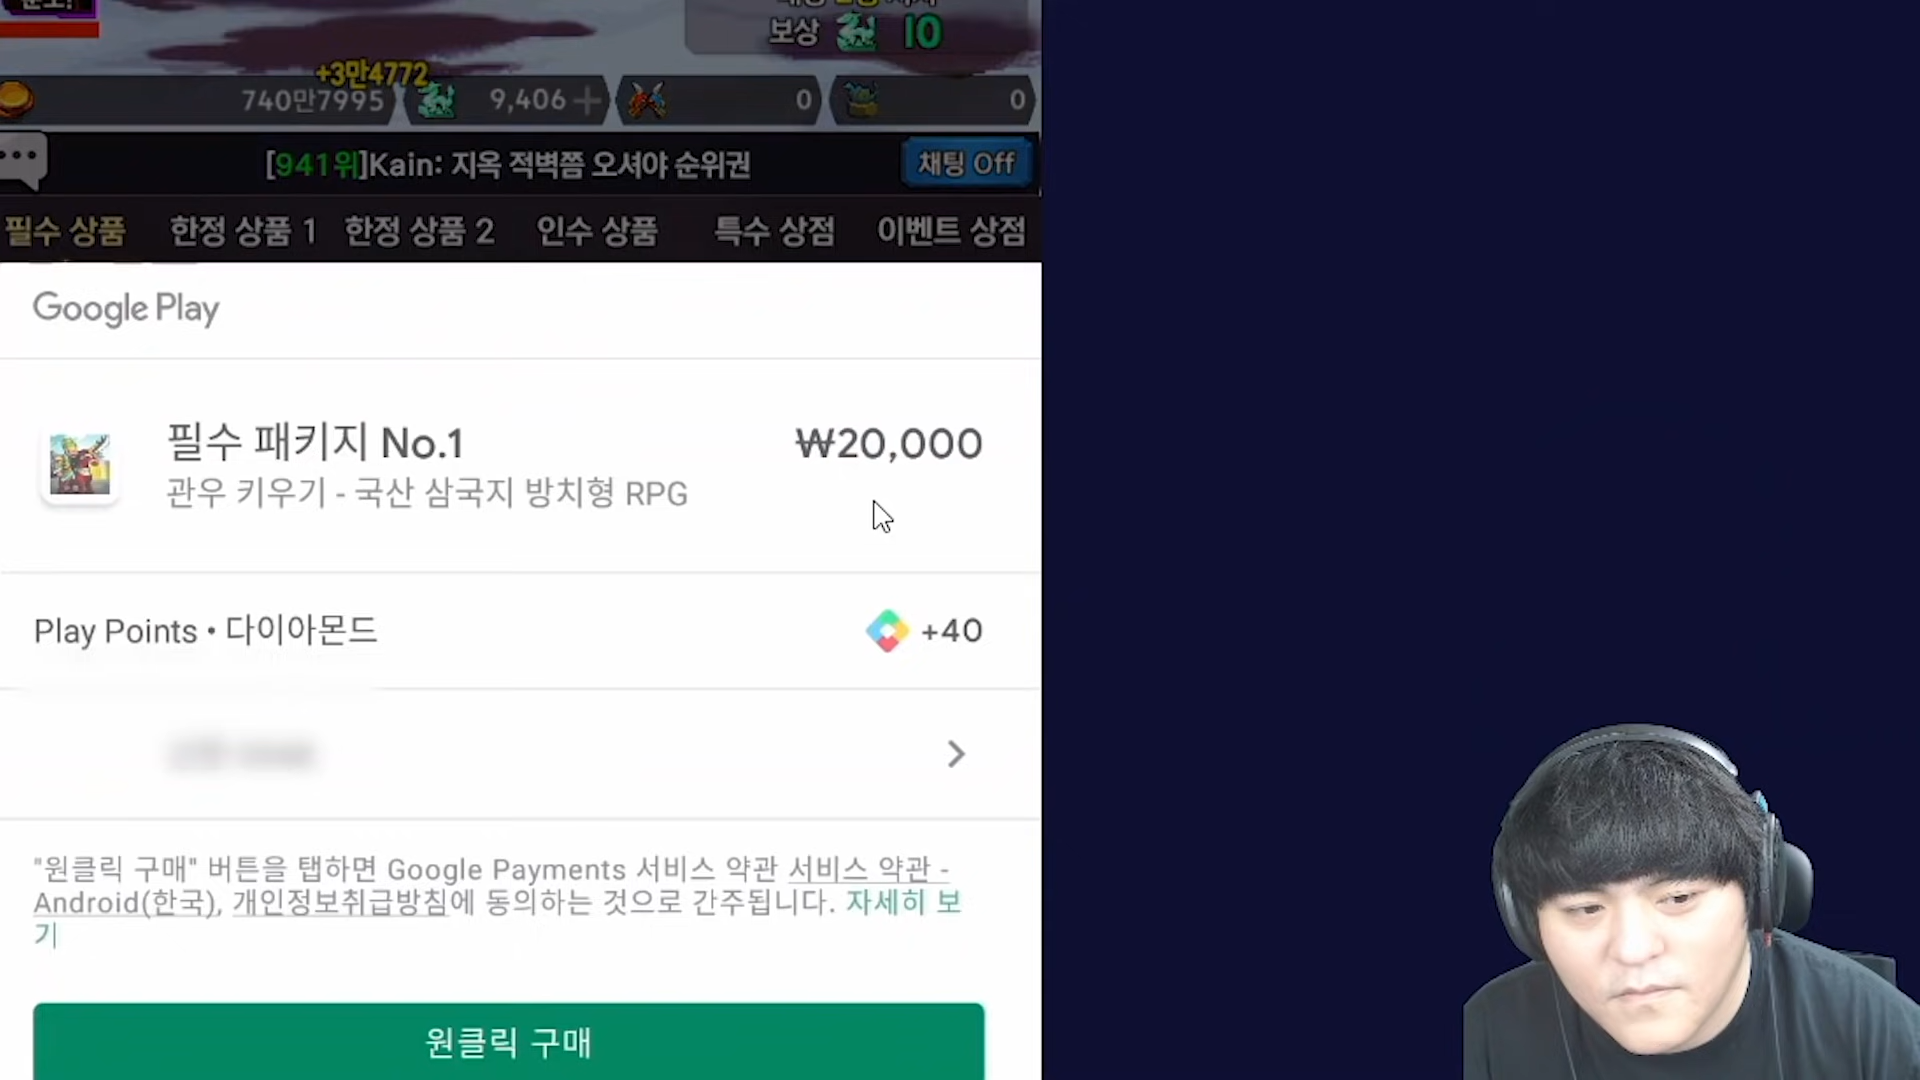 보상 10
+3만4772
740만7995 9,406 + 0 0
[941위]Kain: 지옥 적벽쯤 오셔야 순위권
채팅 Off
필수 상품 한정 상품 1 한정 상품 2 인수 상품 특수 상점 이벤트 상점
Google Play
필수 패키지 No.1 ₩20,000
관우 키우기 - 국산 삼국지 방치형 RPG
Play Points • 다이아몬드 +40
"원클릭 구매" 버튼을 탭하면 Google Payments 서비스 약관 서비스 약관 -
Android(한국), 개인정보취급방침에 동의하는 것으로 간주됩니다. 자세히 보
기
원클릭 구매